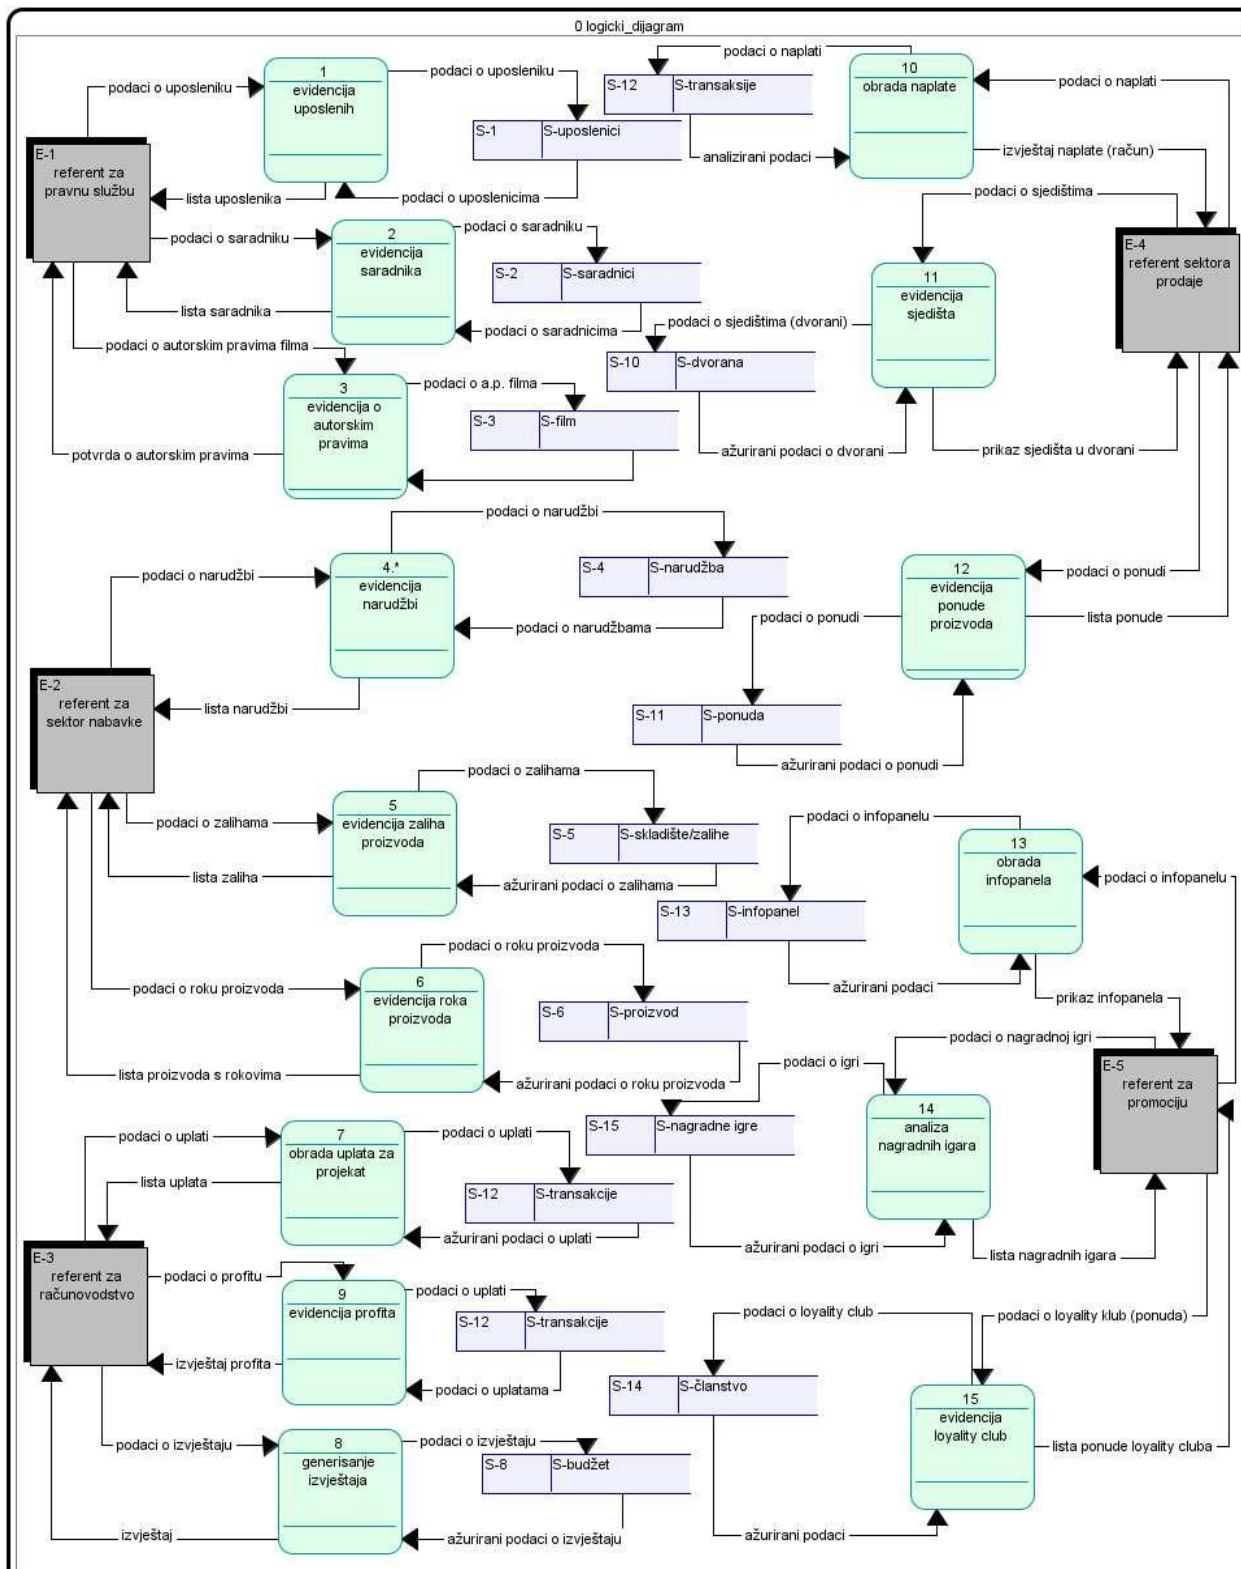 0 logicki_dijagram
podaci o uposleniku
1
evidencija
uposlenih
podaci o uposleniku
S-1
S-uposlenici
podaci o uposlenicima
lista uposlenika
E-1
referent za
pravnu službu
podaci o saradniku
2
evidencija
saradnika
podaci o saradniku
S-2
S-saradnici
podaci o saradnicima
lista saradnika
podaci o autorskim pravima filma
3
evidencija o
autorskim
pravima
podaci o a.p. filma
S-3
S-film
potvrda o autorskim pravima
podaci o naplati
S-12
S-transaksije
analizirani podaci
10
obrada naplate
podaci o naplati
izvještaj naplate (račun)
podaci o sjedištima
E-4
referent sektora
prodaje
11
evidencija
sjedišta
podaci o sjedištima (dvorani)
S-10
S-dvorana
ažurirani podaci o dvorani
prikaz sjedišta u dvorani
podaci o narudžbi
podaci o narudžbi
4.*
evidencija
narudžbi
S-4
S-narudžba
podaci o narudžbama
lista narudžbi
E-2
referent za
sektor nabavke
12
evidencija
ponude
proizvoda
podaci o ponudi
lista ponude
podaci o ponudi
S-11
S-ponuda
ažurirani podaci o ponudi
podaci o zalihama
podaci o zalihama
5
evidencija zaliha
proizvoda
S-5
S-skladište/zalihe
ažurirani podaci o zalihama
lista zaliha
podaci o infopanelu
13
obrada
infopanela
podaci o infopanelu
S-13
S-infopanel
ažurirani podaci
prikaz infopanela
podaci o roku proizvoda
podaci o roku proizvoda
6
evidencija roka
proizvoda
S-6
S-proizvod
ažurirani podaci o roku proizvoda
lista proizvoda s rokovima
podaci o nagradnoj igri
E-5
referent za
promociju
podaci o igri
14
analiza
nagradnih igara
S-15
S-nagradne igre
ažurirani podaci o igri
lista nagradnih igara
podaci o uplati
7
obrada uplata za
projekat
podaci o uplati
S-12
S-transakcije
ažurirani podaci o uplati
lista uplata
E-3
referent za
računovodstvo
podaci o profitu
9
evidencija profita
podaci o uplati
S-12
S-transakcije
podaci o uplatama
izvještaj profita
podaci o loyality club
podaci o loyality klub (ponuda)
S-14
S-članstvo
15
evidencija
loyality club
lista ponude loyality cluba
ažurirani podaci
podaci o izvještaju
8
generisanje
izvještaja
podaci o izvještaju
S-8
S-budžet
ažurirani podaci o izvještaju
izvještaj